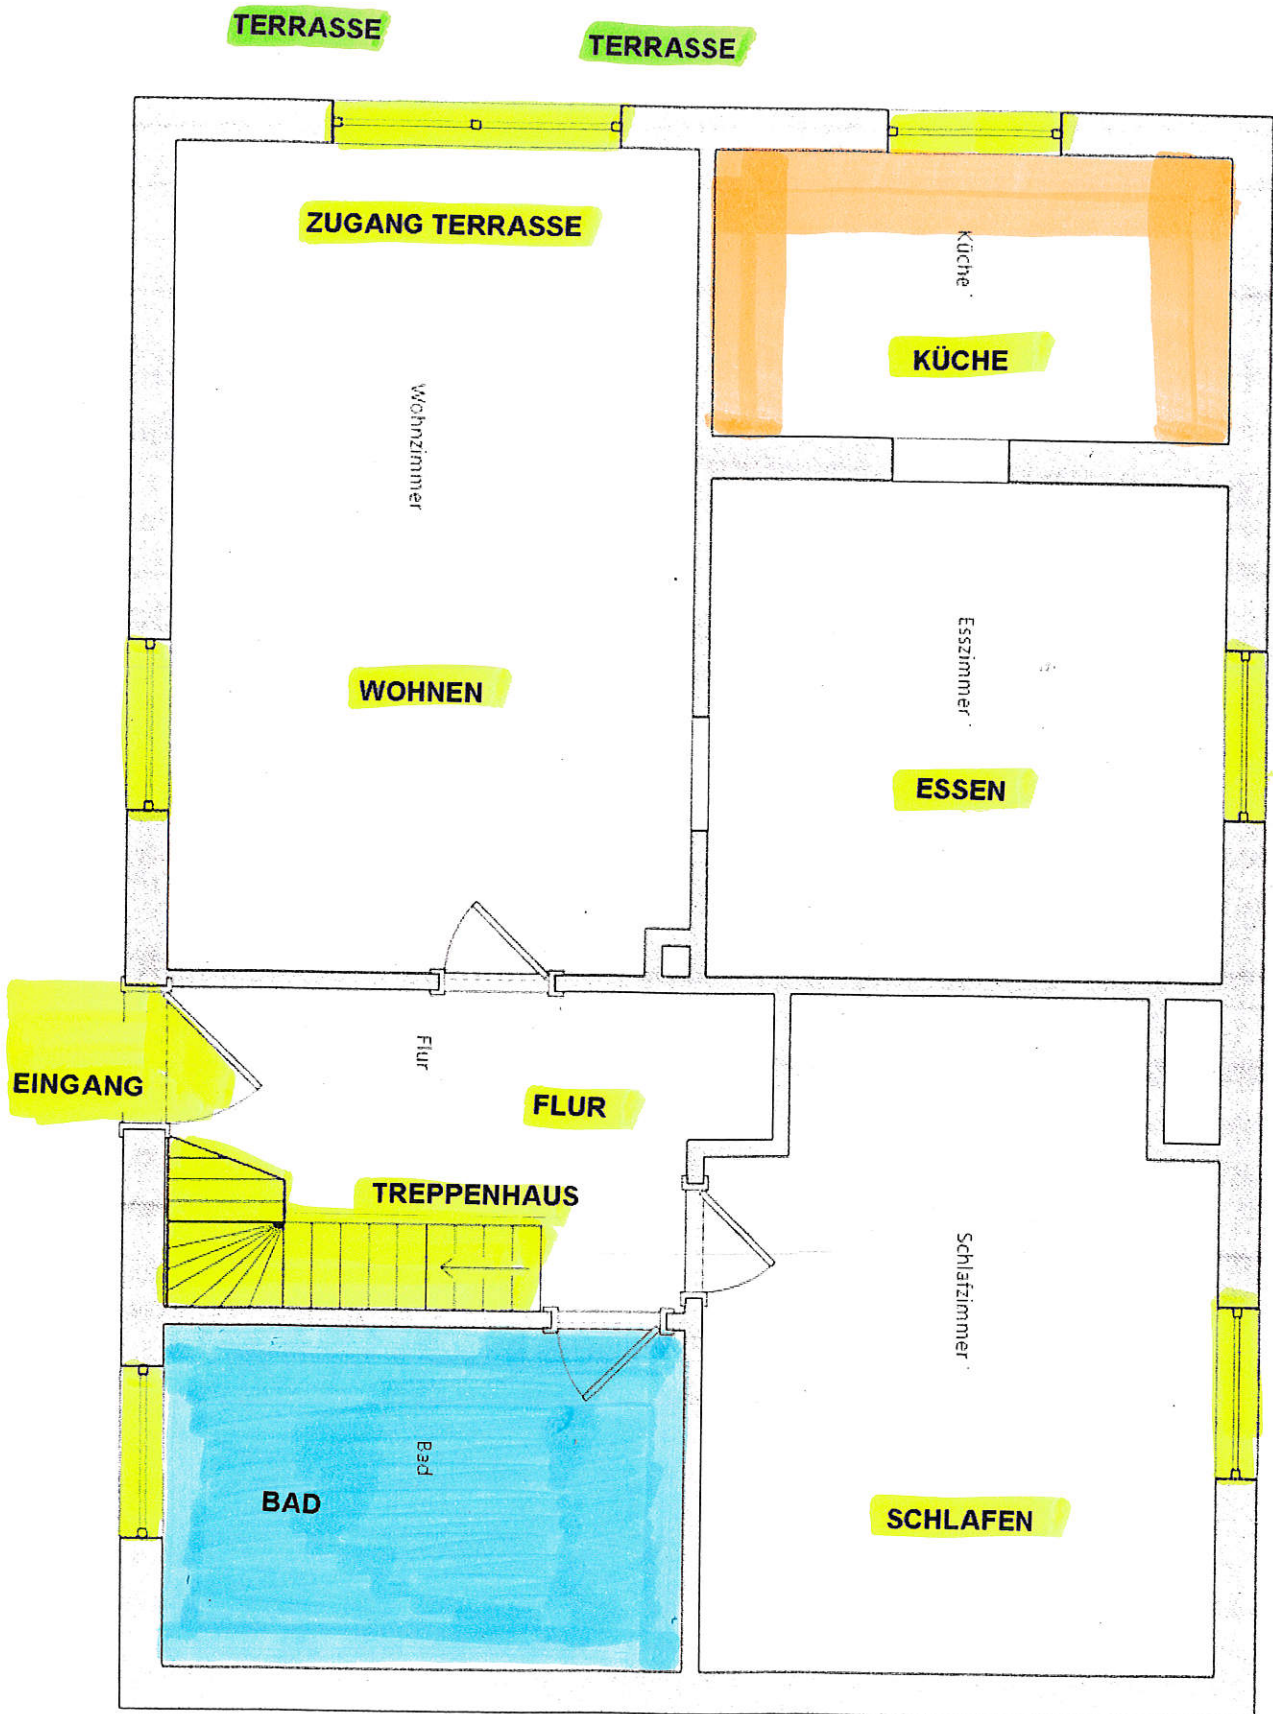 TERRASSE
TERRASSE
ZUGANG TERRASSE
Küche
KÜCHE
Wohnzimmer
WOHNEN
Esszimmer
ESSEN
EINGANG
Flur
FLUR
TREPPENHAUS
Schlafzimmer
Bad
BAD
SCHLAFEN